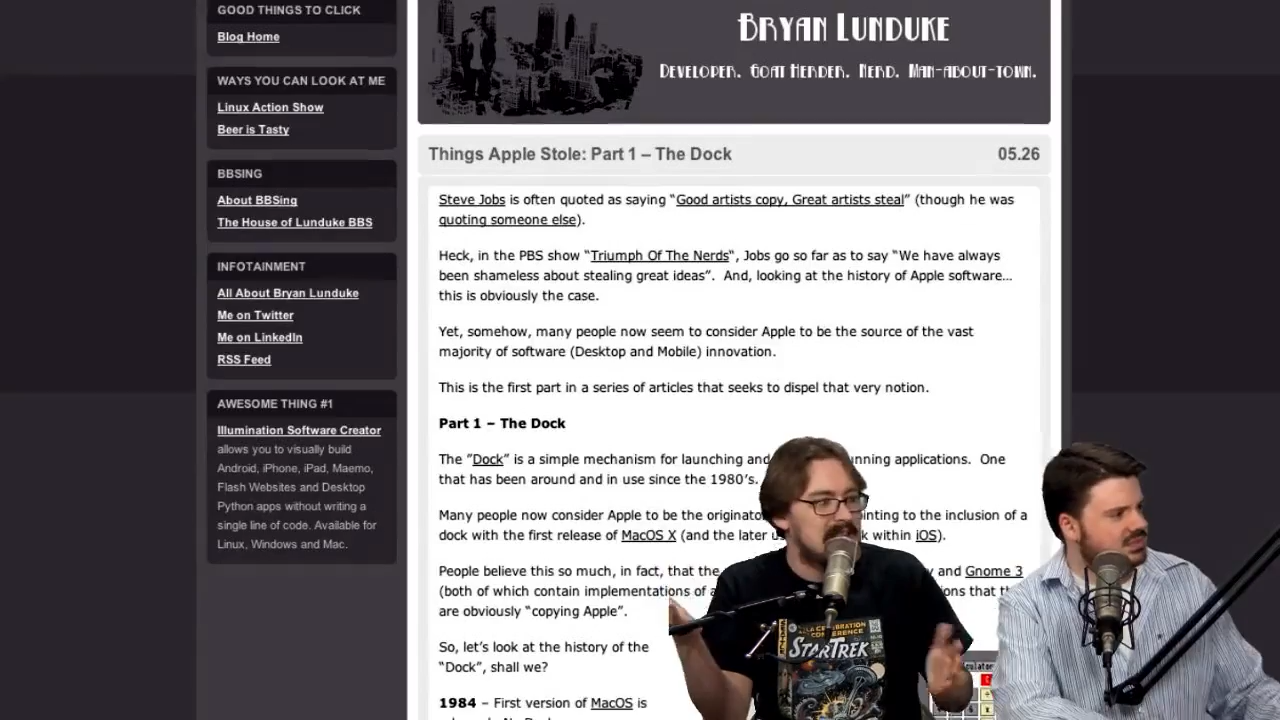 GOOD THINGS TO CLICK
Blog Home
WAYS YOU CAN LOOK AT ME
Linux Action Show
Beer is Tasty
BBSING
About BBSing
The House of Lunduke BBS
INFOTAINMENT
All About Bryan Lunduke
Me on Twitter
Me on LinkedIn
RSS Feed
AWESOME THING #1
Illumination Software Creator
allows you to visually build
Android, iPhone, iPad, Maemo,
Flash Websites and Desktop
Python apps without writing a
single line of code. Available for
Linux, Windows and Mac.
Bryan Lunduke
Developer. Goat Herder. Nerd. Man-about-town.
Things Apple Stole: Part 1 – The Dock 05.26
Steve Jobs is often quoted as saying “Good artists copy, Great artists steal” (though he was
quoting someone else).
Heck, in the PBS show “Triumph Of The Nerds“, Jobs go so far as to say “We have always
been shameless about stealing great ideas”. And, looking at the history of Apple software…
this is obviously the case.
Yet, somehow, many people now seem to consider Apple to be the source of the vast
majority of software (Desktop and Mobile) innovation.
This is the first part in a series of articles that seeks to dispel that very notion.
Part 1 – The Dock
The ”Dock” is a simple mechanism for launching and unning applications. One
that has been around and in use since the 1980’s.
Many people now consider Apple to be the originato inting to the inclusion of a
dock with the first release of MacOS X (and the later k within iOS).
People believe this so much, in fact, that the and Gnome 3
(both of which contain implementations of ions that th
are obviously “copying Apple”.
So, let’s look at the history of the
“Dock”, shall we?
1984 – First version of MacOS is
STAR TREK